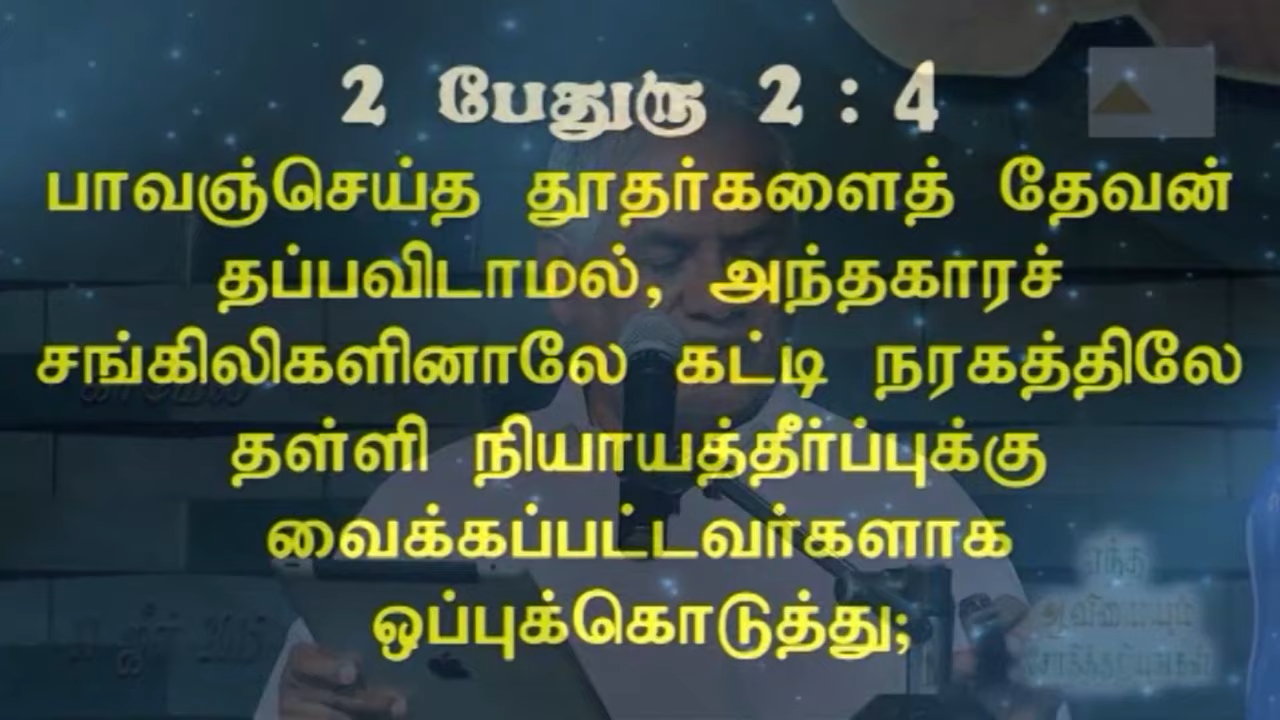 2 பேதுரு 2 : 4
பாவஞ்செய்த தூதர்களைத் தேவன்
தப்பவிடாமல், அந்தகாரச்
சங்கிலிகளினாலே கட்டி நரகத்திலே
தள்ளி நியாயத்தீர்ப்புக்கு
வைக்கப்பட்டவர்களாக
ஒப்புக்கொடுத்து;
எந்த